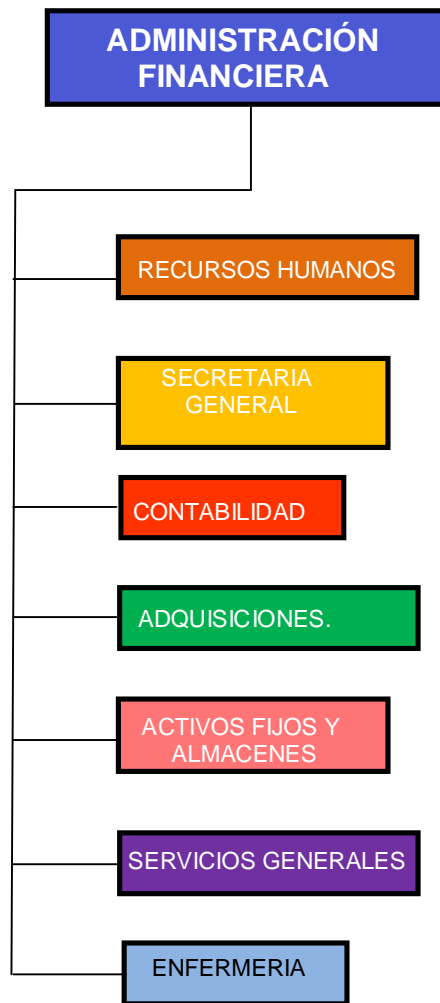 ADMINISTRACIÓN
FINANCIERA
RECURSOS HUMANOS
SECRETARIA
GENERAL
CONTABILIDAD
ADQUISICIONES.
ACTIVOS FIJOS Y
ALMACENES
SERVICIOS GENERALES
ENFERMERIA